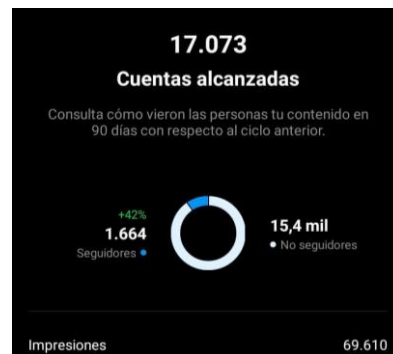 17.073
Cuentas alcanzadas
Consulta cómo vieron las personas tu contenido en
90 días con respecto al ciclo anterior.
+42%
1.664
Seguidores
15,4 mil
No seguidores
Impresiones 69.610